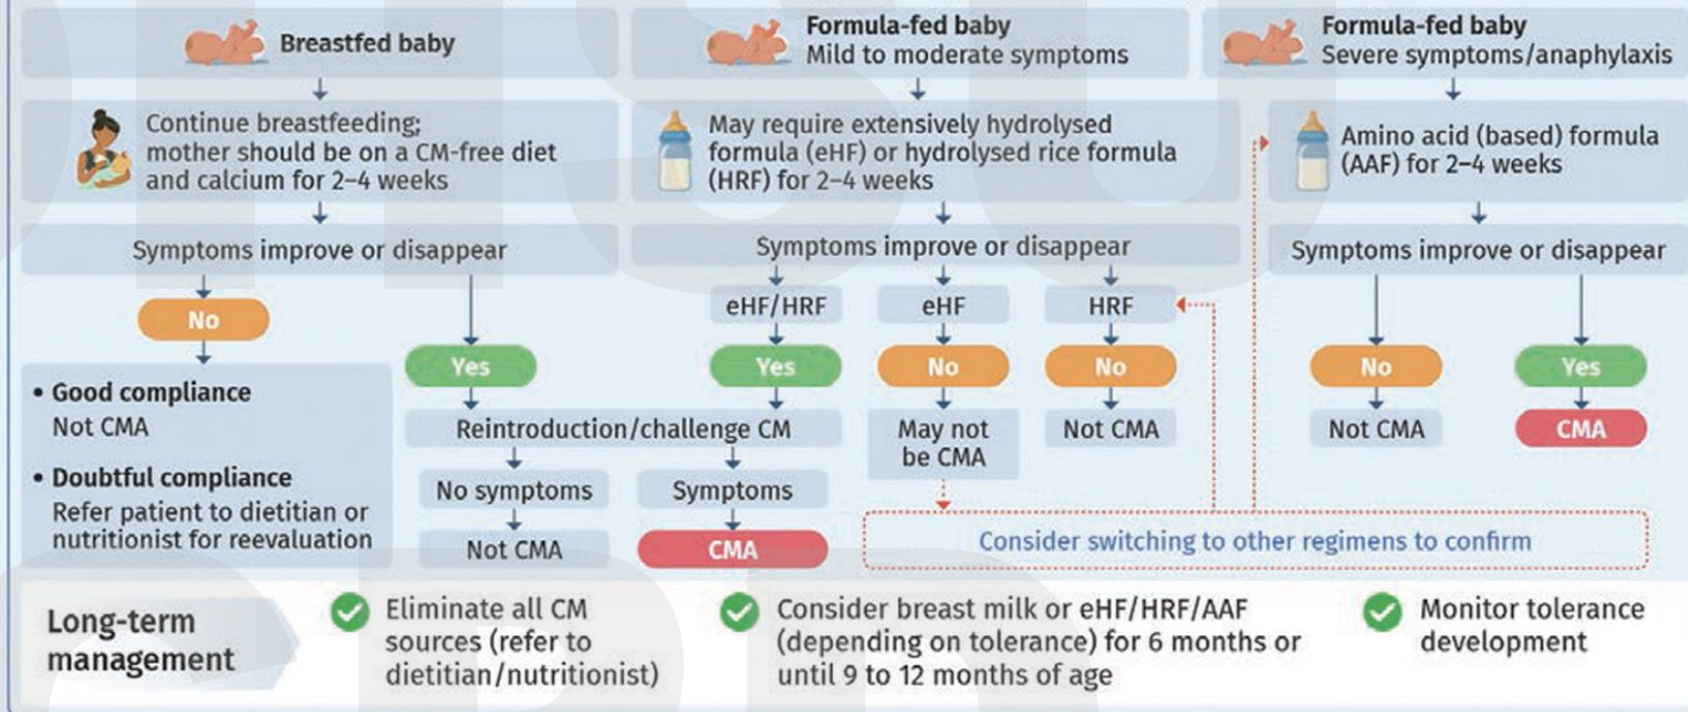 Breastfed baby
Formula-fed baby
Mild to moderate symptoms
Formula-fed baby
Severe symptoms/anaphylaxis
Continue breastfeeding;
mother should be on a CM-free diet
and calcium for 2–4 weeks
May require extensively hydrolysed
formula (eHF) or hydrolysed rice formula
(HRF) for 2–4 weeks
Amino acid (based) formula
(AAF) for 2–4 weeks
Symptoms improve or disappear
Symptoms improve or disappear
Symptoms improve or disappear
No
eHF/HRF
eHF
HRF
Yes
Yes
No
No
No
Yes
• Good compliance
Not CMA
• Doubtful compliance
Refer patient to dietitian or
nutritionist for reevaluation
Reintroduction/challenge CM
May not
be CMA
Not CMA
Not CMA
CMA
No symptoms
Symptoms
Not CMA
CMA
Consider switching to other regimens to confirm
Long-term
management
Eliminate all CM
sources (refer to
dietitian/nutritionist)
Consider breast milk or eHF/HRF/AAF
(depending on tolerance) for 6 months or
until 9 to 12 months of age
Monitor tolerance
development